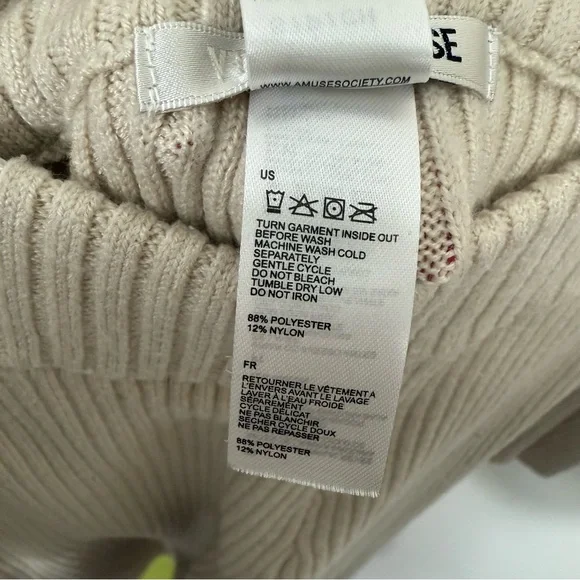 SE
WWW.AMUSESOCIETY.COM
US
TURN GARMENT INSIDE OUT
BEFORE WASH
MACHINE WASH COLD
SEPARATELY
GENTLE CYCLE
DO NOT BLEACH
TUMBLE DRY LOW
DO NOT IRON
88% POLYESTER
12% NYLON
FR
RETOURNER LE VÊTEMENT À
L'ENVERS AVANT LE LAVAGE
LAVER À L'EAU FROIDE
SÉPARÉMENT
CYCLE DÉLICAT
NE PAS BLANCHIR
SECHER CYCLE DOUX
NE PAS REPASSER
88% POLYESTER
12% NYLON